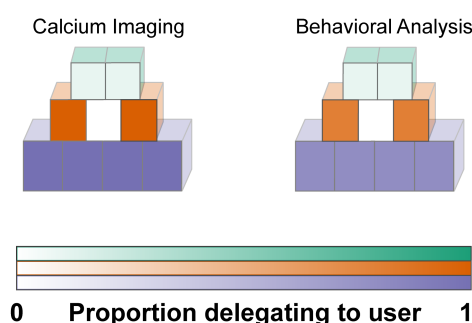 Calcium Imaging
Behavioral Analysis
0 Proportion delegating to user 1